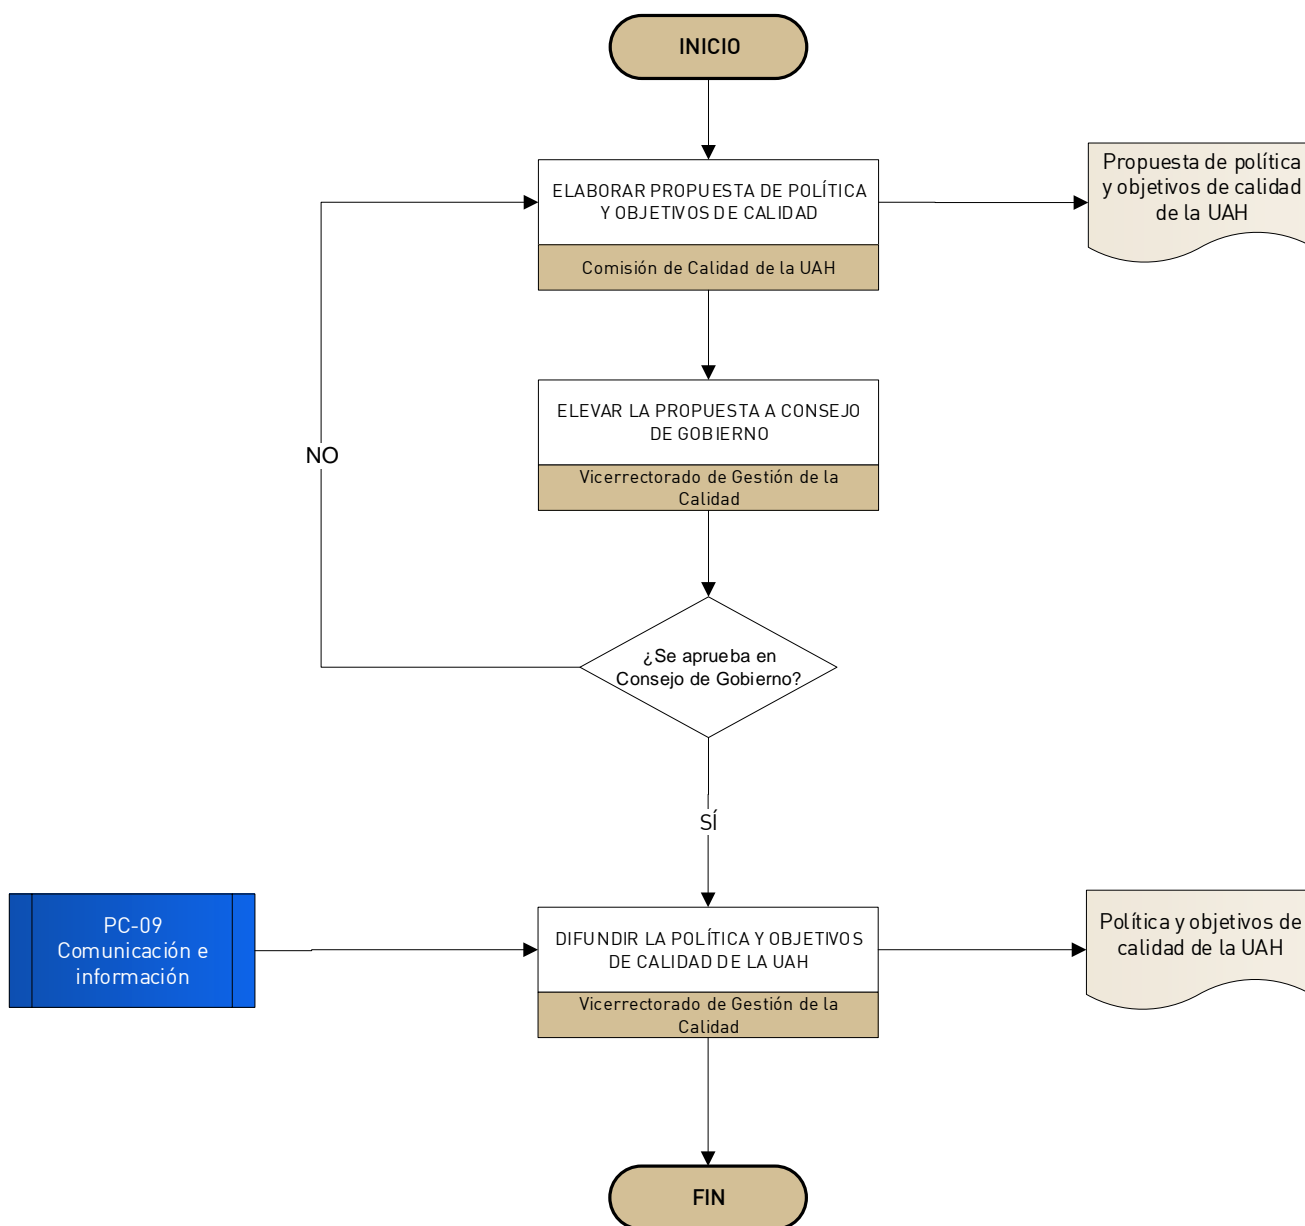 INICIO
ELABORAR PROPUESTA DE POLÍTICA
Y OBJETIVOS DE CALIDAD
Comisión de Calidad de la UAH
Propuesta de política
y objetivos de calidad
de la UAH
ELEVAR LA PROPUESTA A CONSEJO
DE GOBIERNO
Vicerrectorado de Gestión de la
Calidad
NO
¿Se aprueba en
Consejo de Gobierno?
SÍ
PC-09
Comunicación e
información
DIFUNDIR LA POLÍTICA Y OBJETIVOS
DE CALIDAD DE LA UAH
Vicerrectorado de Gestión de la
Calidad
Política y objetivos de
calidad de la UAH
FIN